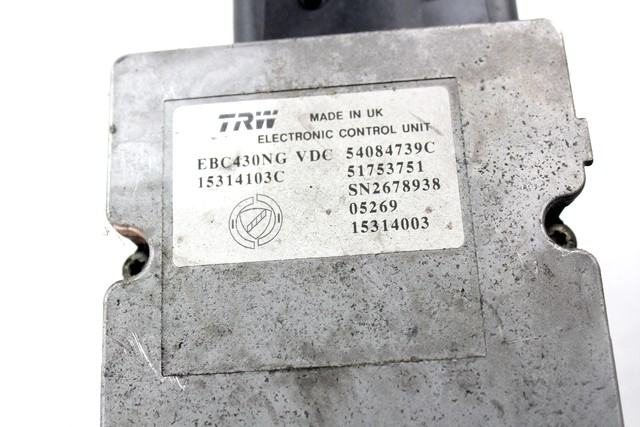 TRW MADE IN UK
ELECTRONIC CONTROL UNIT
EBC430NG VDC 54084739C
15314103C 51753751
SN2678938
05269
15314003